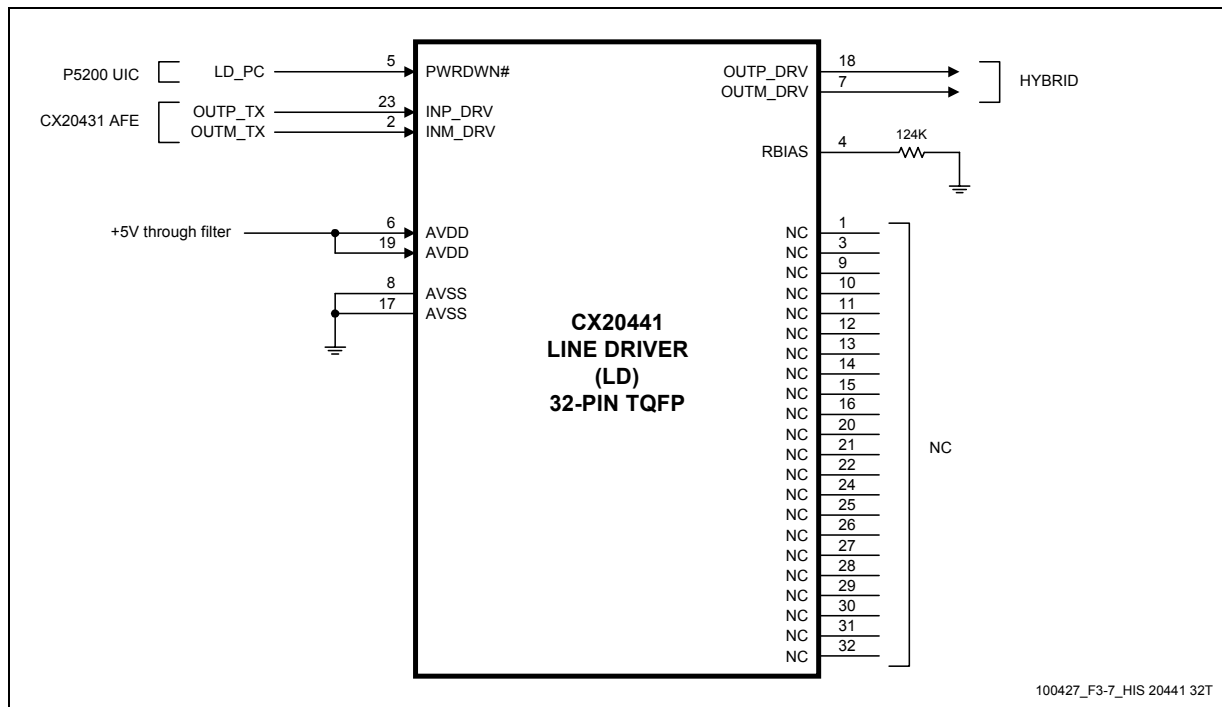 P5200 UIC LD_PC 5 PWRDWN#
CX20431 AFE OUTP_TX 23 INP_DRV
OUTM_TX 2 INM_DRV
+5V through filter 6 AVDD
19 AVDD
8 AVSS
17 AVSS
CX20441
LINE DRIVER
(LD)
32-PIN TQFP
OUTP_DRV 18 HYBRID
OUTM_DRV 7
RBIAS 4 124K
NC 1
NC 3
NC 9
NC 10
NC 11
NC 12
NC 13
NC 14
NC 15
NC 16
NC 20
NC 21
NC 22
NC 24
NC 25
NC 26
NC 27
NC 28
NC 29
NC 30
NC 31
NC 32
NC
100427_F3-7_HIS 20441 32T